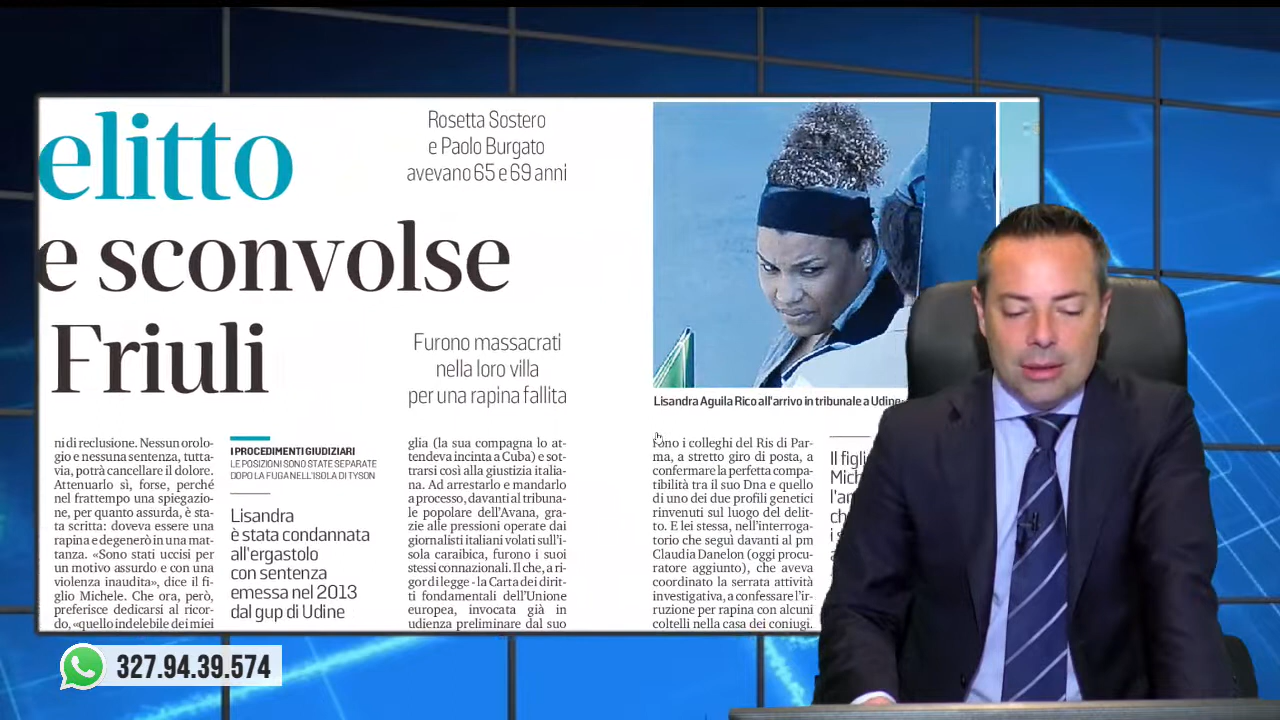 elitto
e sconvolse
Friuli
Rosetta Sostero
e Paolo Burgato
avevano 65 e 69 anni
Furono massacrati
nella loro villa
per una rapina fallita
Lisandra Aguila Rico all'arrivo in tribunale a Udine
ni di reclusione. Nessun orolo-
gio e nessuna sentenza, tutta-
via, potrà cancellare il dolore.
Attenuarlo sì, forse, perché
nel frattempo una spiegazio-
ne, per quanto assurda, è sta-
ta scritta: doveva essere una
rapina e degenerò in una mat-
tanza. «Sono stati uccisi per
un motivo assurdo e con una
violenza inaudita», dice il fi-
glio Michele. Che ora, però,
preferisce dedicarsi al ricor-
do, «quello indelebile dei miei
I PROCEDIMENTI GIUDIZIARI
LE POSIZIONI SONO STATE SEPARATE
DOPO LA FUGA NELL'ISOLA DI TYSON
Lisandra
è stata condannata
all'ergastolo
con sentenza
emessa nel 2013
dal gup di Udine
glia (la sua compagna lo at-
tendeva incinta a Cuba) e sot-
trarsi così alla giustizia italia-
na. Ad arrestarlo e mandarlo
a processo, davanti al tribuna-
le popolare dell'Avana, gra-
zie alle pressioni operate dai
giornalisti italiani volati sull'i-
sola caraibica, furono i suoi
stessi connazionali. Il che, a ri-
gor di legge - la Carta dei dirit-
ti fondamentali dell'Unione
europea, invocata già in
udienza preliminare dal suo
rono i colleghi del Ris di Par-
ma, a stretto giro di posta, a
confermare la perfetta compa-
tibilità tra il suo Dna e quello
di uno dei due profili genetici
rinvenuti sul luogo del delit-
to. E lei stessa, nell'interroga-
torio che seguì davanti al pm
Claudia Danelon (oggi procu-
ratore aggiunto), che aveva
coordinato la serrata attività
investigativa, a confessare l'ir-
ruzione per rapina con alcuni
coltelli nella casa dei coniugi.
Il figli
Mich
l'a
ch
i s
327.94.39.574